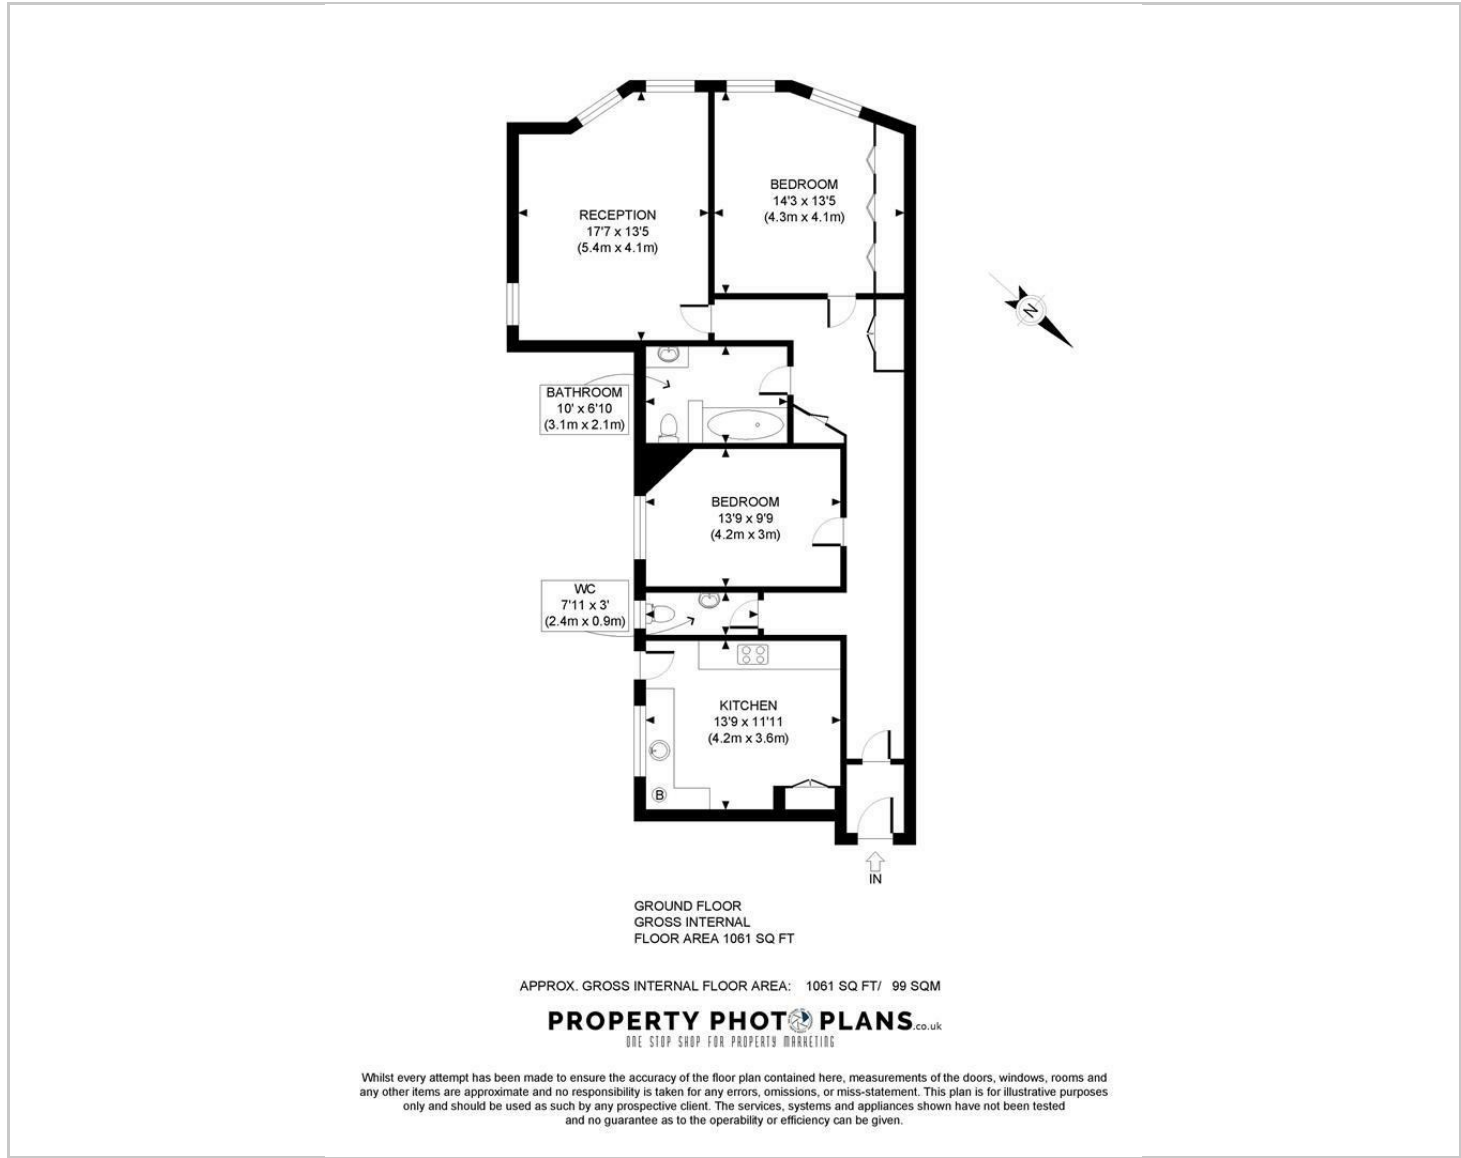 RECEPTION
17'7 x 13'5
(5.4m x 4.1m)
BEDROOM
14'3 x 13'5
(4.3m x 4.1m)
N
BATHROOM
10' x 6'10
(3.1m x 2.1m)
BEDROOM
13'9 x 9'9
(4.2m x 3m)
WC
7'11 x 3'
(2.4m x 0.9m)
KITCHEN
13'9 x 11'11
(4.2m x 3.6m)
B
IN
GROUND FLOOR
GROSS INTERNAL
FLOOR AREA 1061 SQ FT
APPROX. GROSS INTERNAL FLOOR AREA: 1061 SQ FT/ 99 SQM
PROPERTY PHOTO PLANS.co.uk
ONE STOP SHOP FOR PROPERTY MARKETING
Whilst every attempt has been made to ensure the accuracy of the floor plan contained here, measurements of the doors, windows, rooms and
any other items are approximate and no responsibility is taken for any errors, omissions, or miss-statement. This plan is for illustrative purposes
only and should be used as such by any prospective client. The services, systems and appliances shown have not been tested
and no guarantee as to the operability or efficiency can be given.